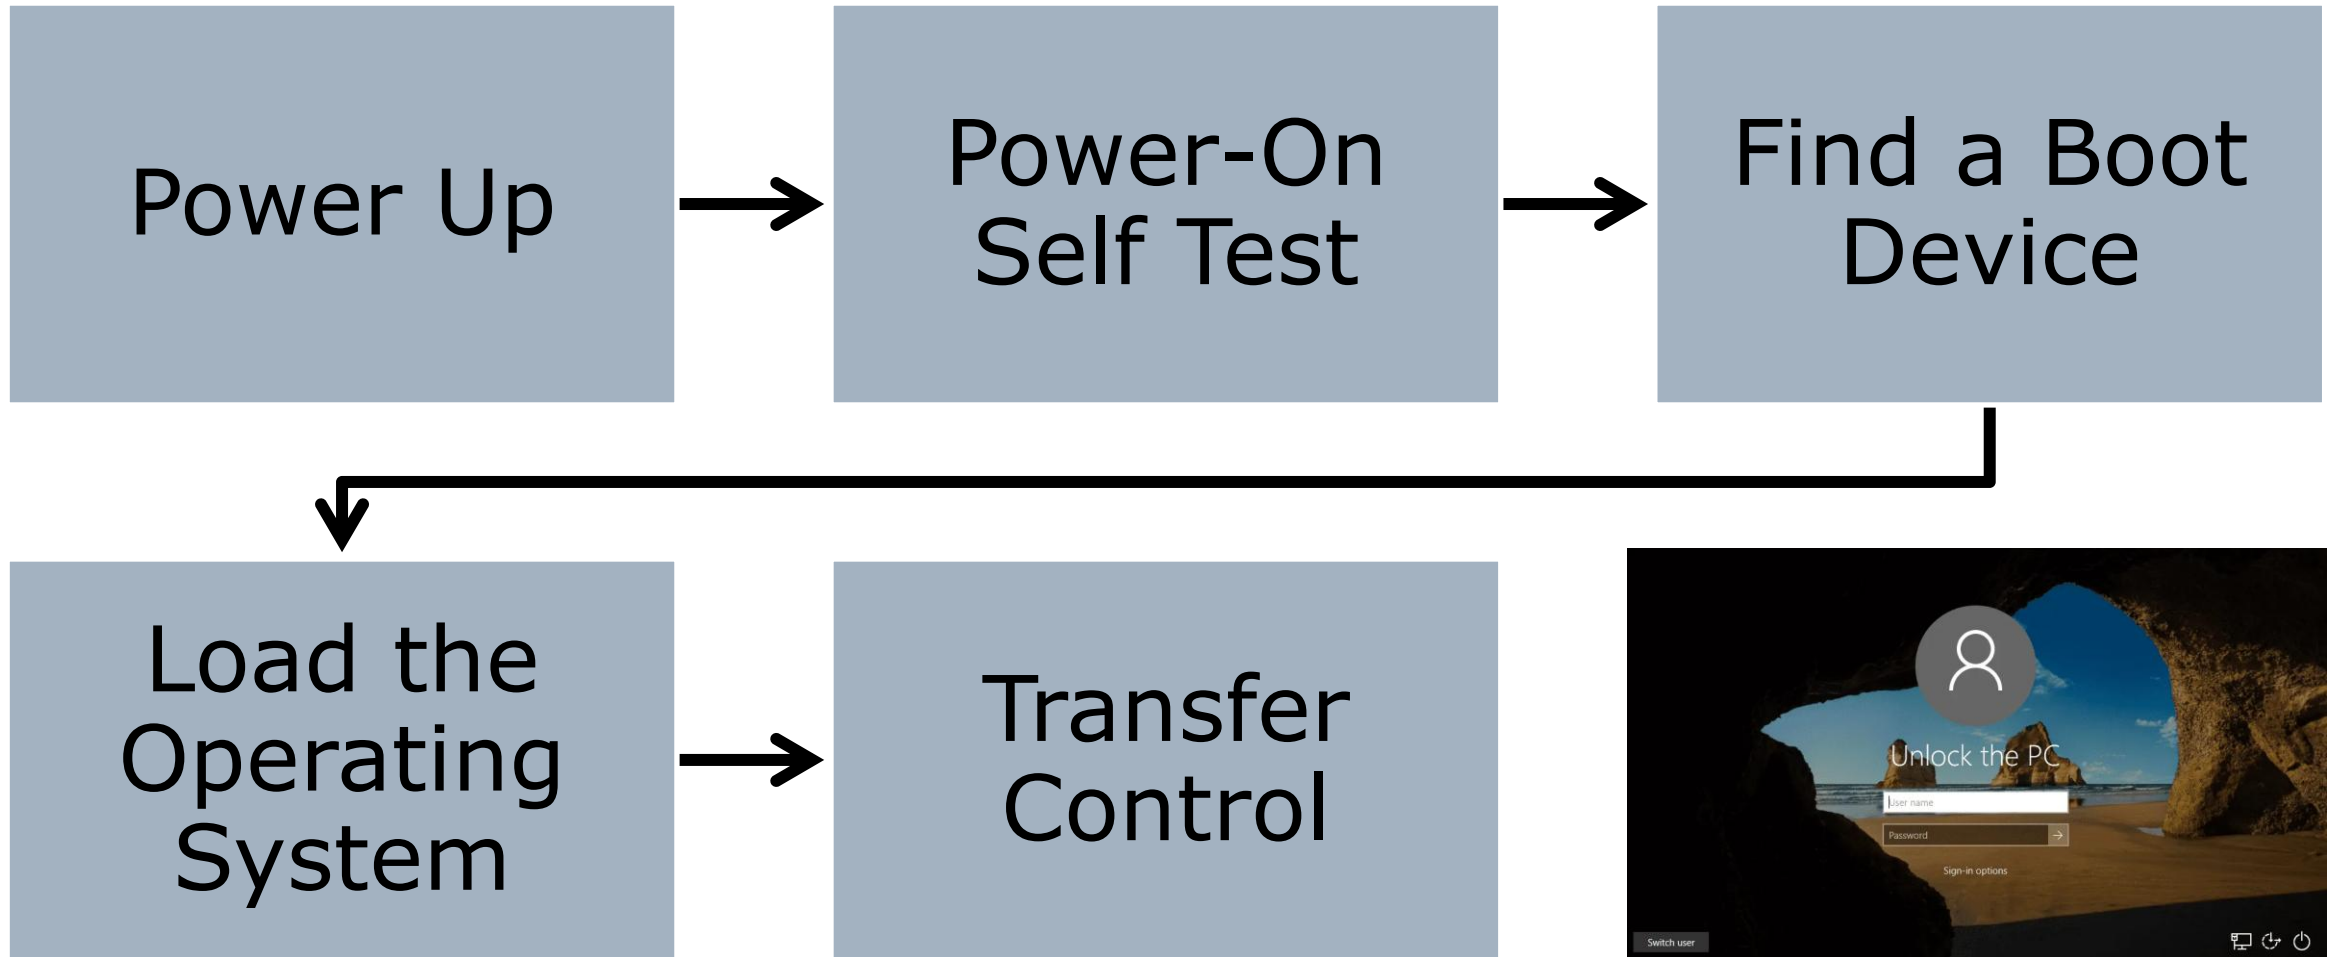 Power Up
Power-On
Self Test
Find a Boot
Device
Load the
Operating
System
Transfer
Control
Unlock the PC
User name
Password
Sign-in options
Switch user